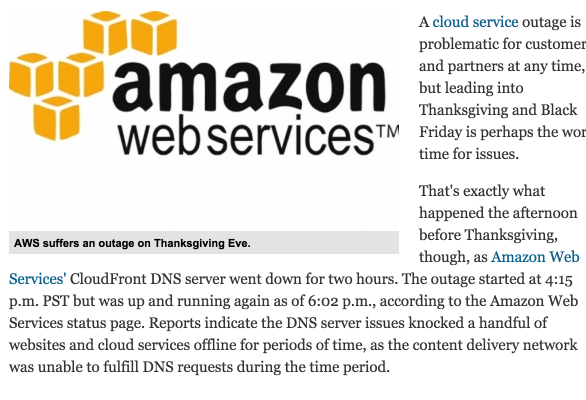 amazon
webservices™
AWS suffers an outage on Thanksgiving Eve.
A cloud service outage is
problematic for customer
and partners at any time,
but leading into
Thanksgiving and Black
Friday is perhaps the wor
time for issues.
That's exactly what
happened the afternoon
before Thanksgiving,
though, as Amazon Web
Services' CloudFront DNS server went down for two hours. The outage started at 4:15
p.m. PST but was up and running again as of 6:02 p.m., according to the Amazon Web
Services status page. Reports indicate the DNS server issues knocked a handful of
websites and cloud services offline for periods of time, as the content delivery network
was unable to fulfill DNS requests during the time period.